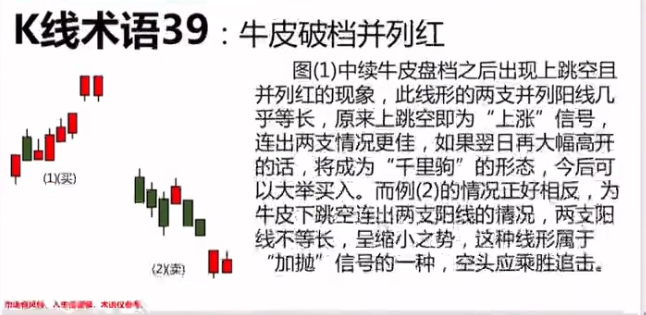 K线术语39：牛皮破档并列红
图(1)中续牛皮盘档之后出现上跳空且
并列红的现象，此线形的两支并列阳线几
乎等长，原来上跳空即为“上涨”信号，
连出两支情况更佳，如果翌日再大幅高开
的话，将成为“千里驹”的形态，今后可
以大举买入。而例(2)的情况正好相反，为
牛皮下跳空连出两支阳线的情况，两支阳
线不等长，呈缩小之势，这种线形属于
“加抛”信号的一种，空头应乘胜追击。
(1)(买)
(2)(卖)